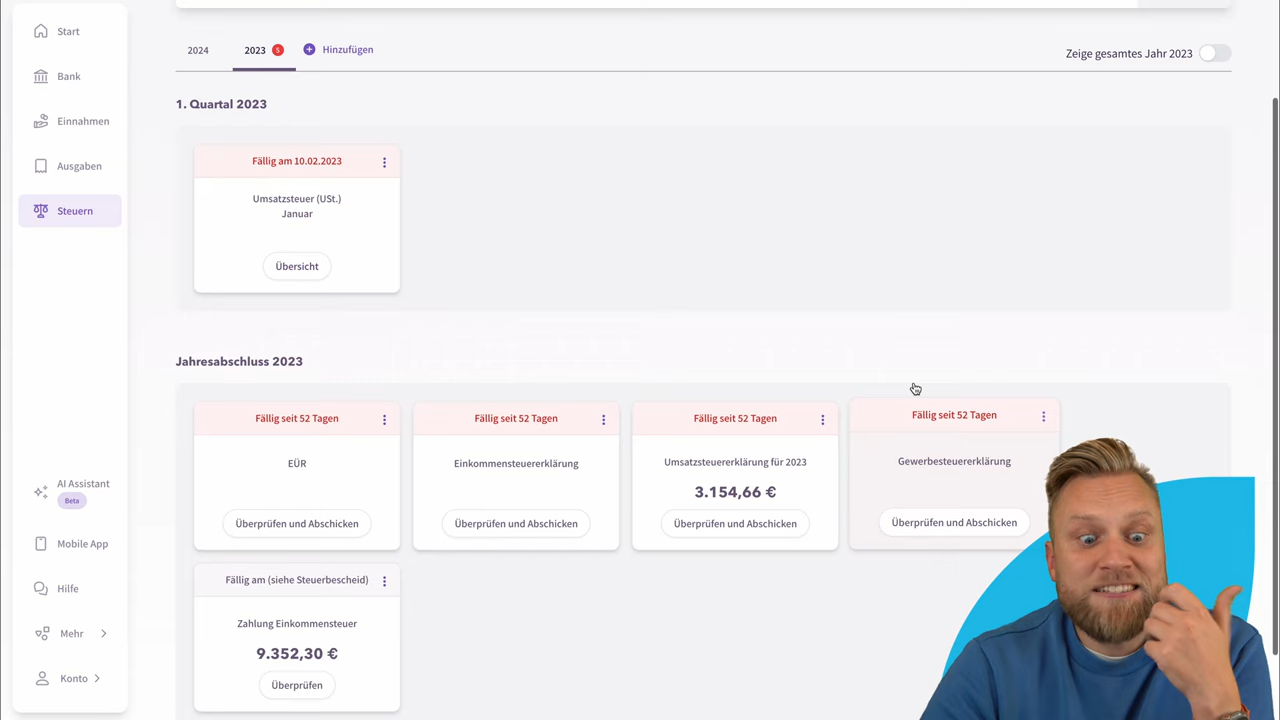 Start
Bank
Einnahmen
Ausgaben
Steuern
AI Assistant
Beta
Mobile App
Hilfe
Mehr
Konto
2024
2023 5
Hinzufügen
Zeige gesamtes Jahr 2023
1. Quartal 2023
Fällig am 10.02.2023
Umsatzsteuer (USt.)
Januar
Übersicht
Jahresabschluss 2023
Fällig seit 52 Tagen
EÜR
Überprüfen und Abschicken
Fällig seit 52 Tagen
Einkommensteuererklärung
Überprüfen und Abschicken
Fällig seit 52 Tagen
Umsatzsteuererklärung für 2023
3.154,66 €
Überprüfen und Abschicken
Fällig seit 52 Tagen
Gewerbesteuererklärung
Überprüfen und Abschicken
Fällig am (siehe Steuerbescheid)
Zahlung Einkommensteuer
9.352,30 €
Überprüfen